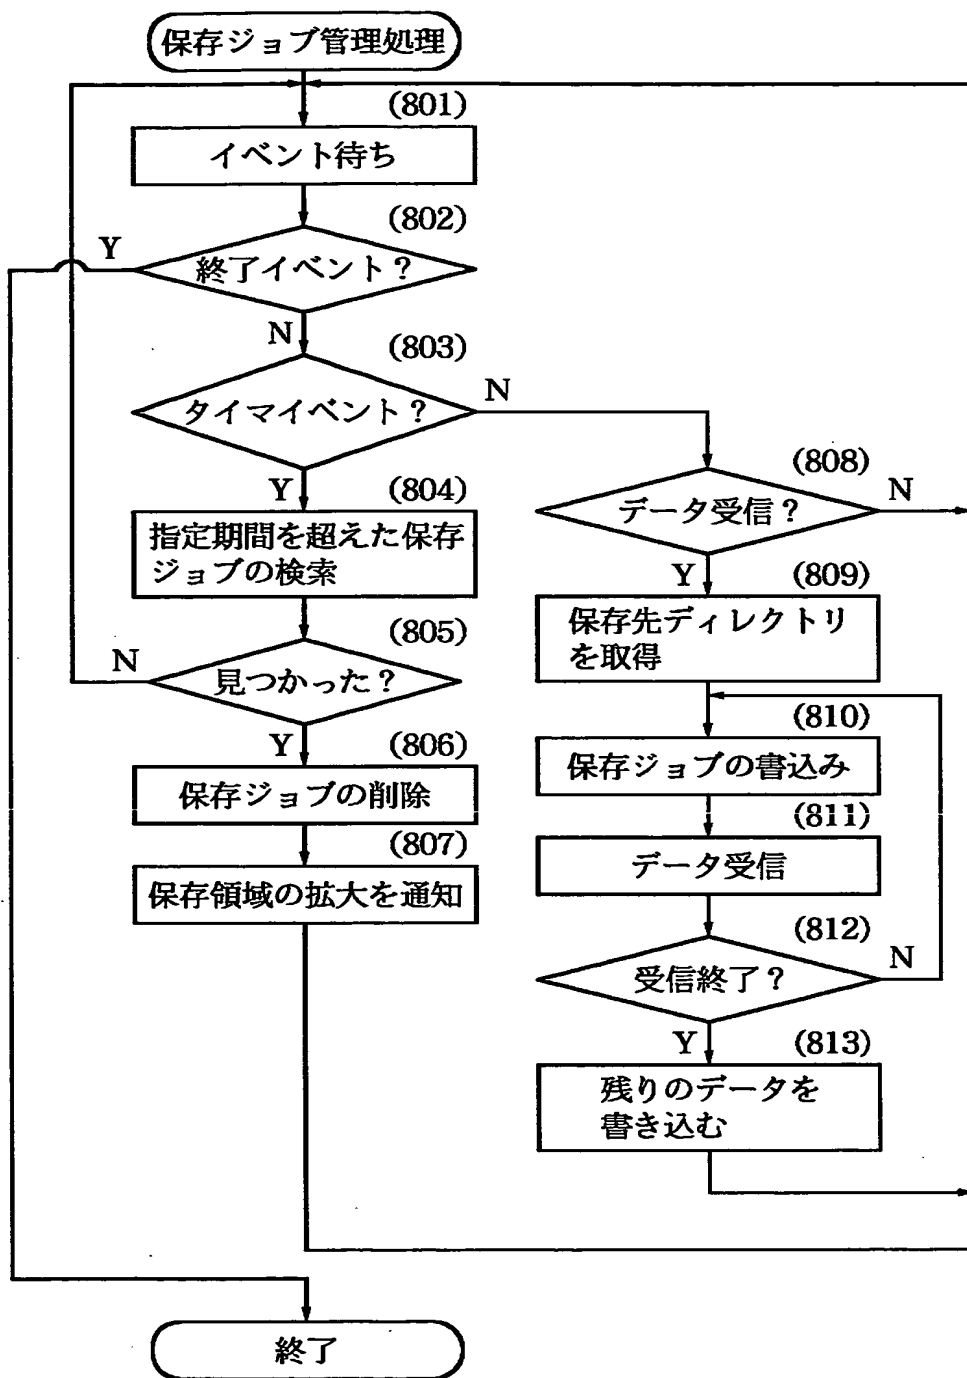 保存ジョブ管理処理
(801)
イベント待ち
(802)
Y
終了イベント?
N
(803)
タイマイベント?
N
Y
(804)
指定期間を超えた保存
ジョブの検索
(805)
N
見つかった?
Y
(806)
保存ジョブの削除
(807)
保存領域の拡大を通知
(808)
データ受信?
N
Y
(809)
保存先ディレクトリ
を取得
(810)
保存ジョブの書込み
(811)
データ受信
(812)
受信終了?
N
Y
(813)
残りのデータを
書き込む
終了